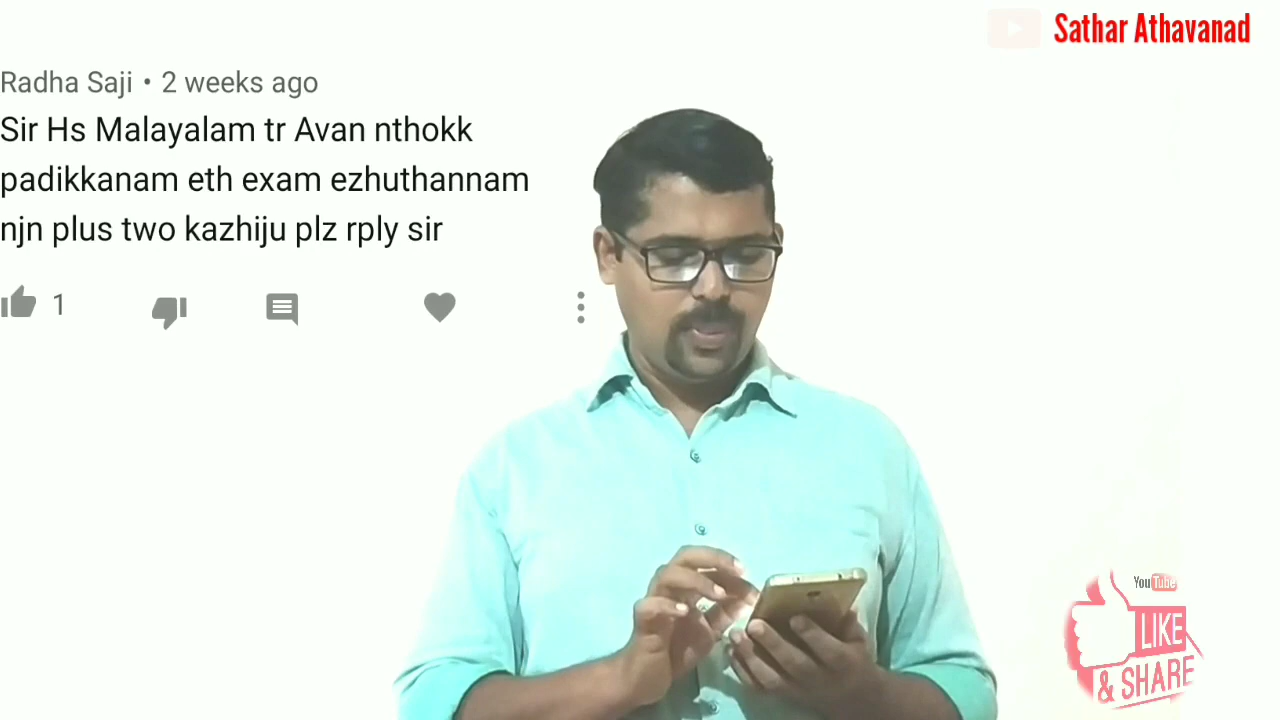 Sathar Athavanad
Radha Saji • 2 weeks ago
Sir Hs Malayalam tr Avan nthokk
padikkanam eth exam ezhuthannam
njn plus two kazhiju plz rply sir
1
YouTube
LIKE
& SHARE